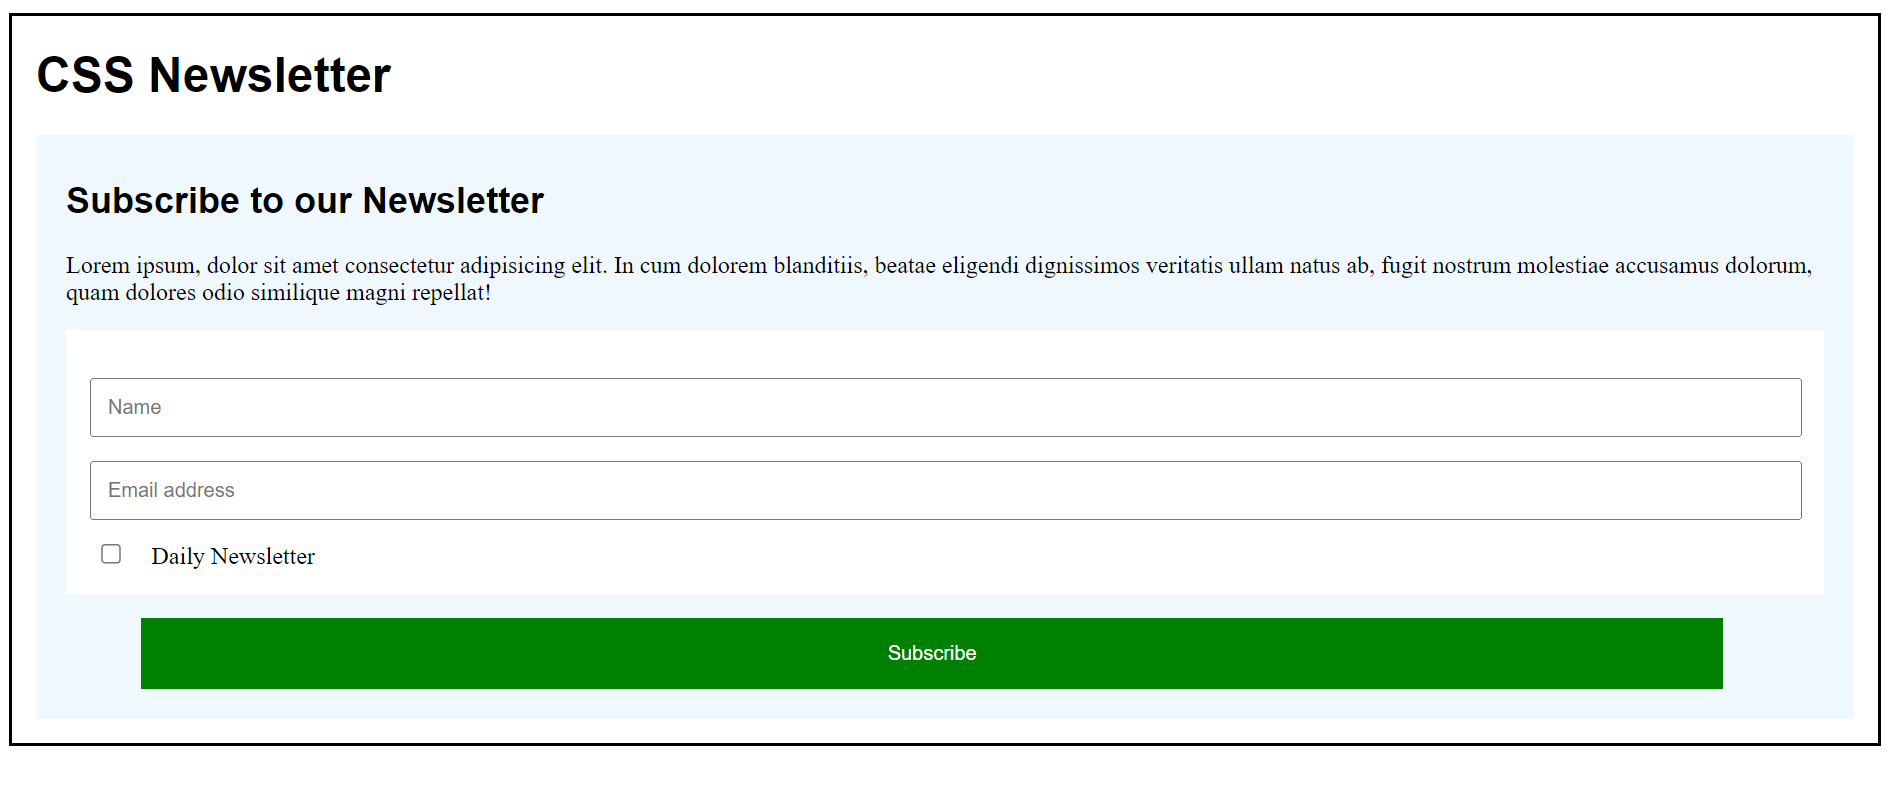 CSS Newsletter
Subscribe to our Newsletter
Lorem ipsum, dolor sit amet consectetur adipisicing elit. In cum dolorem blanditiis, beatae eligendi dignissimos veritatis ullam natus ab, fugit nostrum molestiae accusamus dolorum,
quam dolores odio similique magni repellat!
Name
Email address
Daily Newsletter
Subscribe